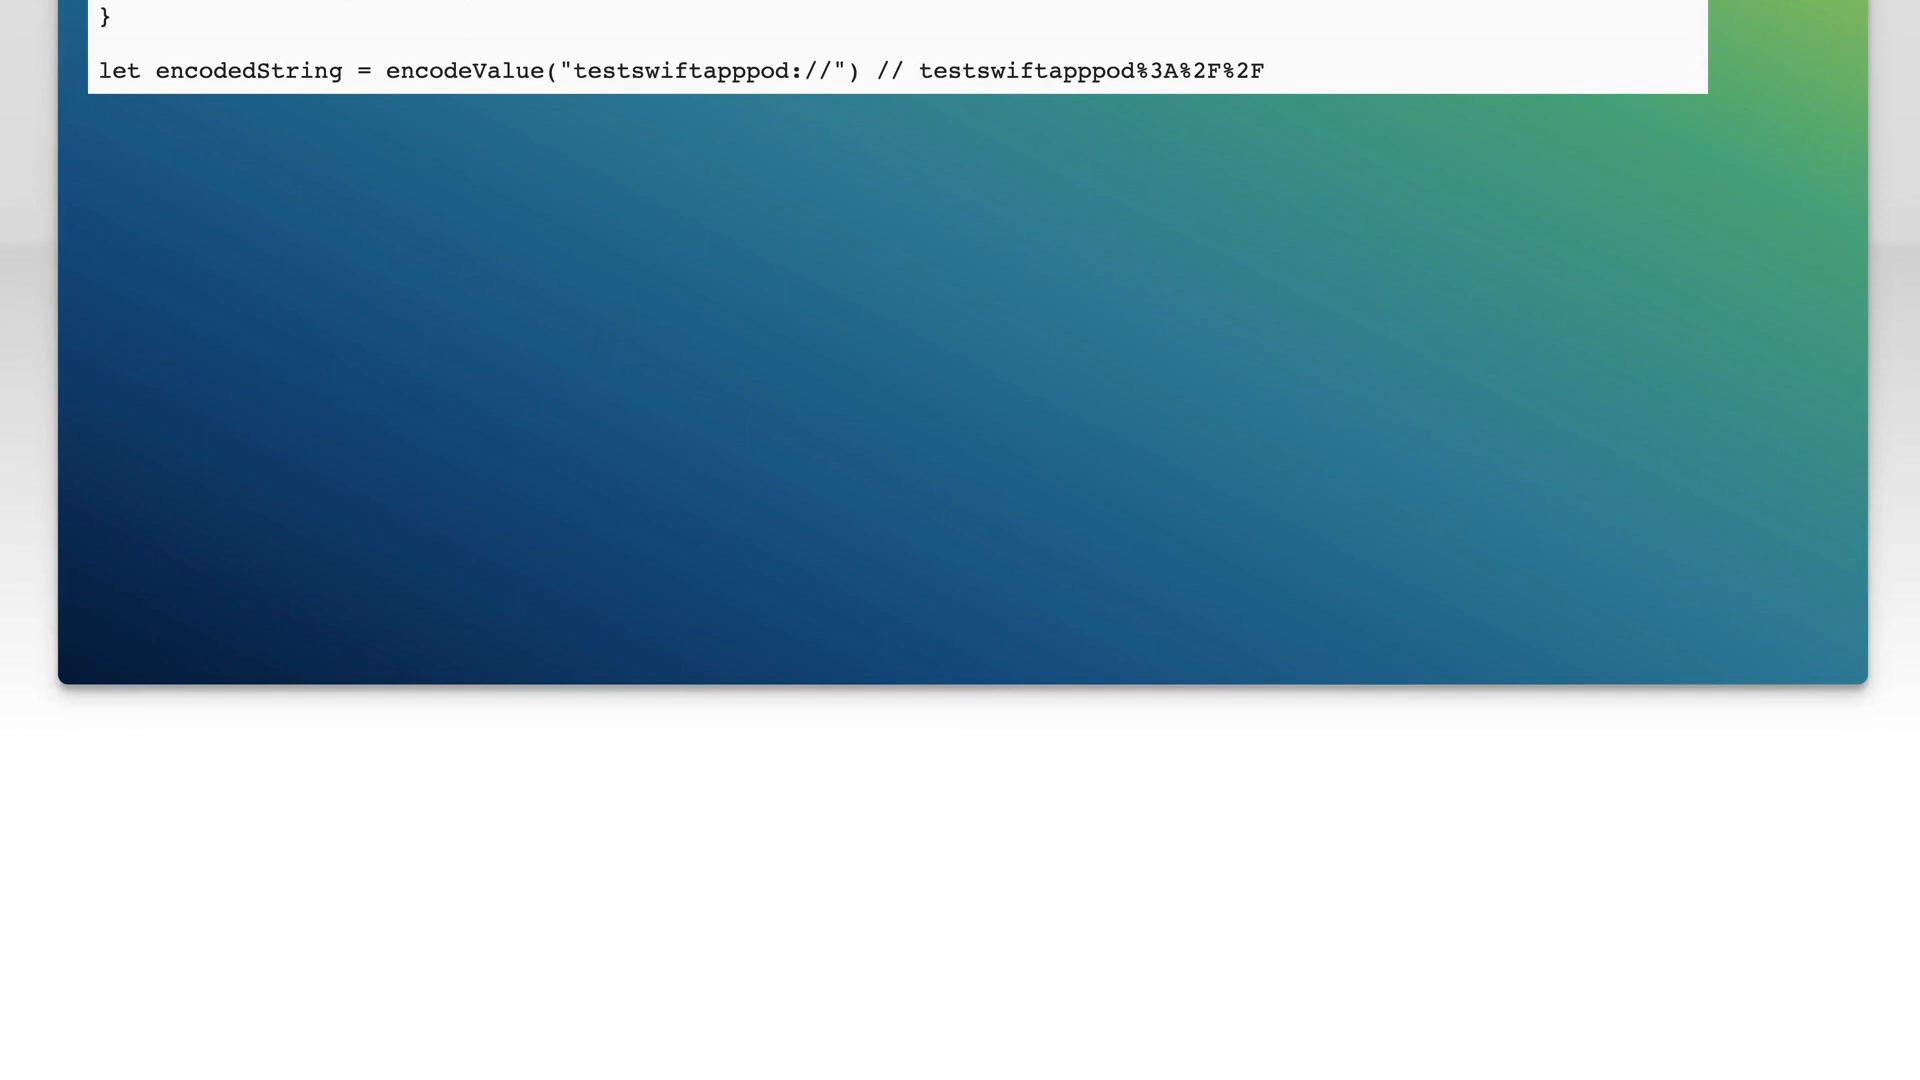 }
let encodedString = encodeValue("testswiftapppod://") // testswiftapppod%3A%2F%2F